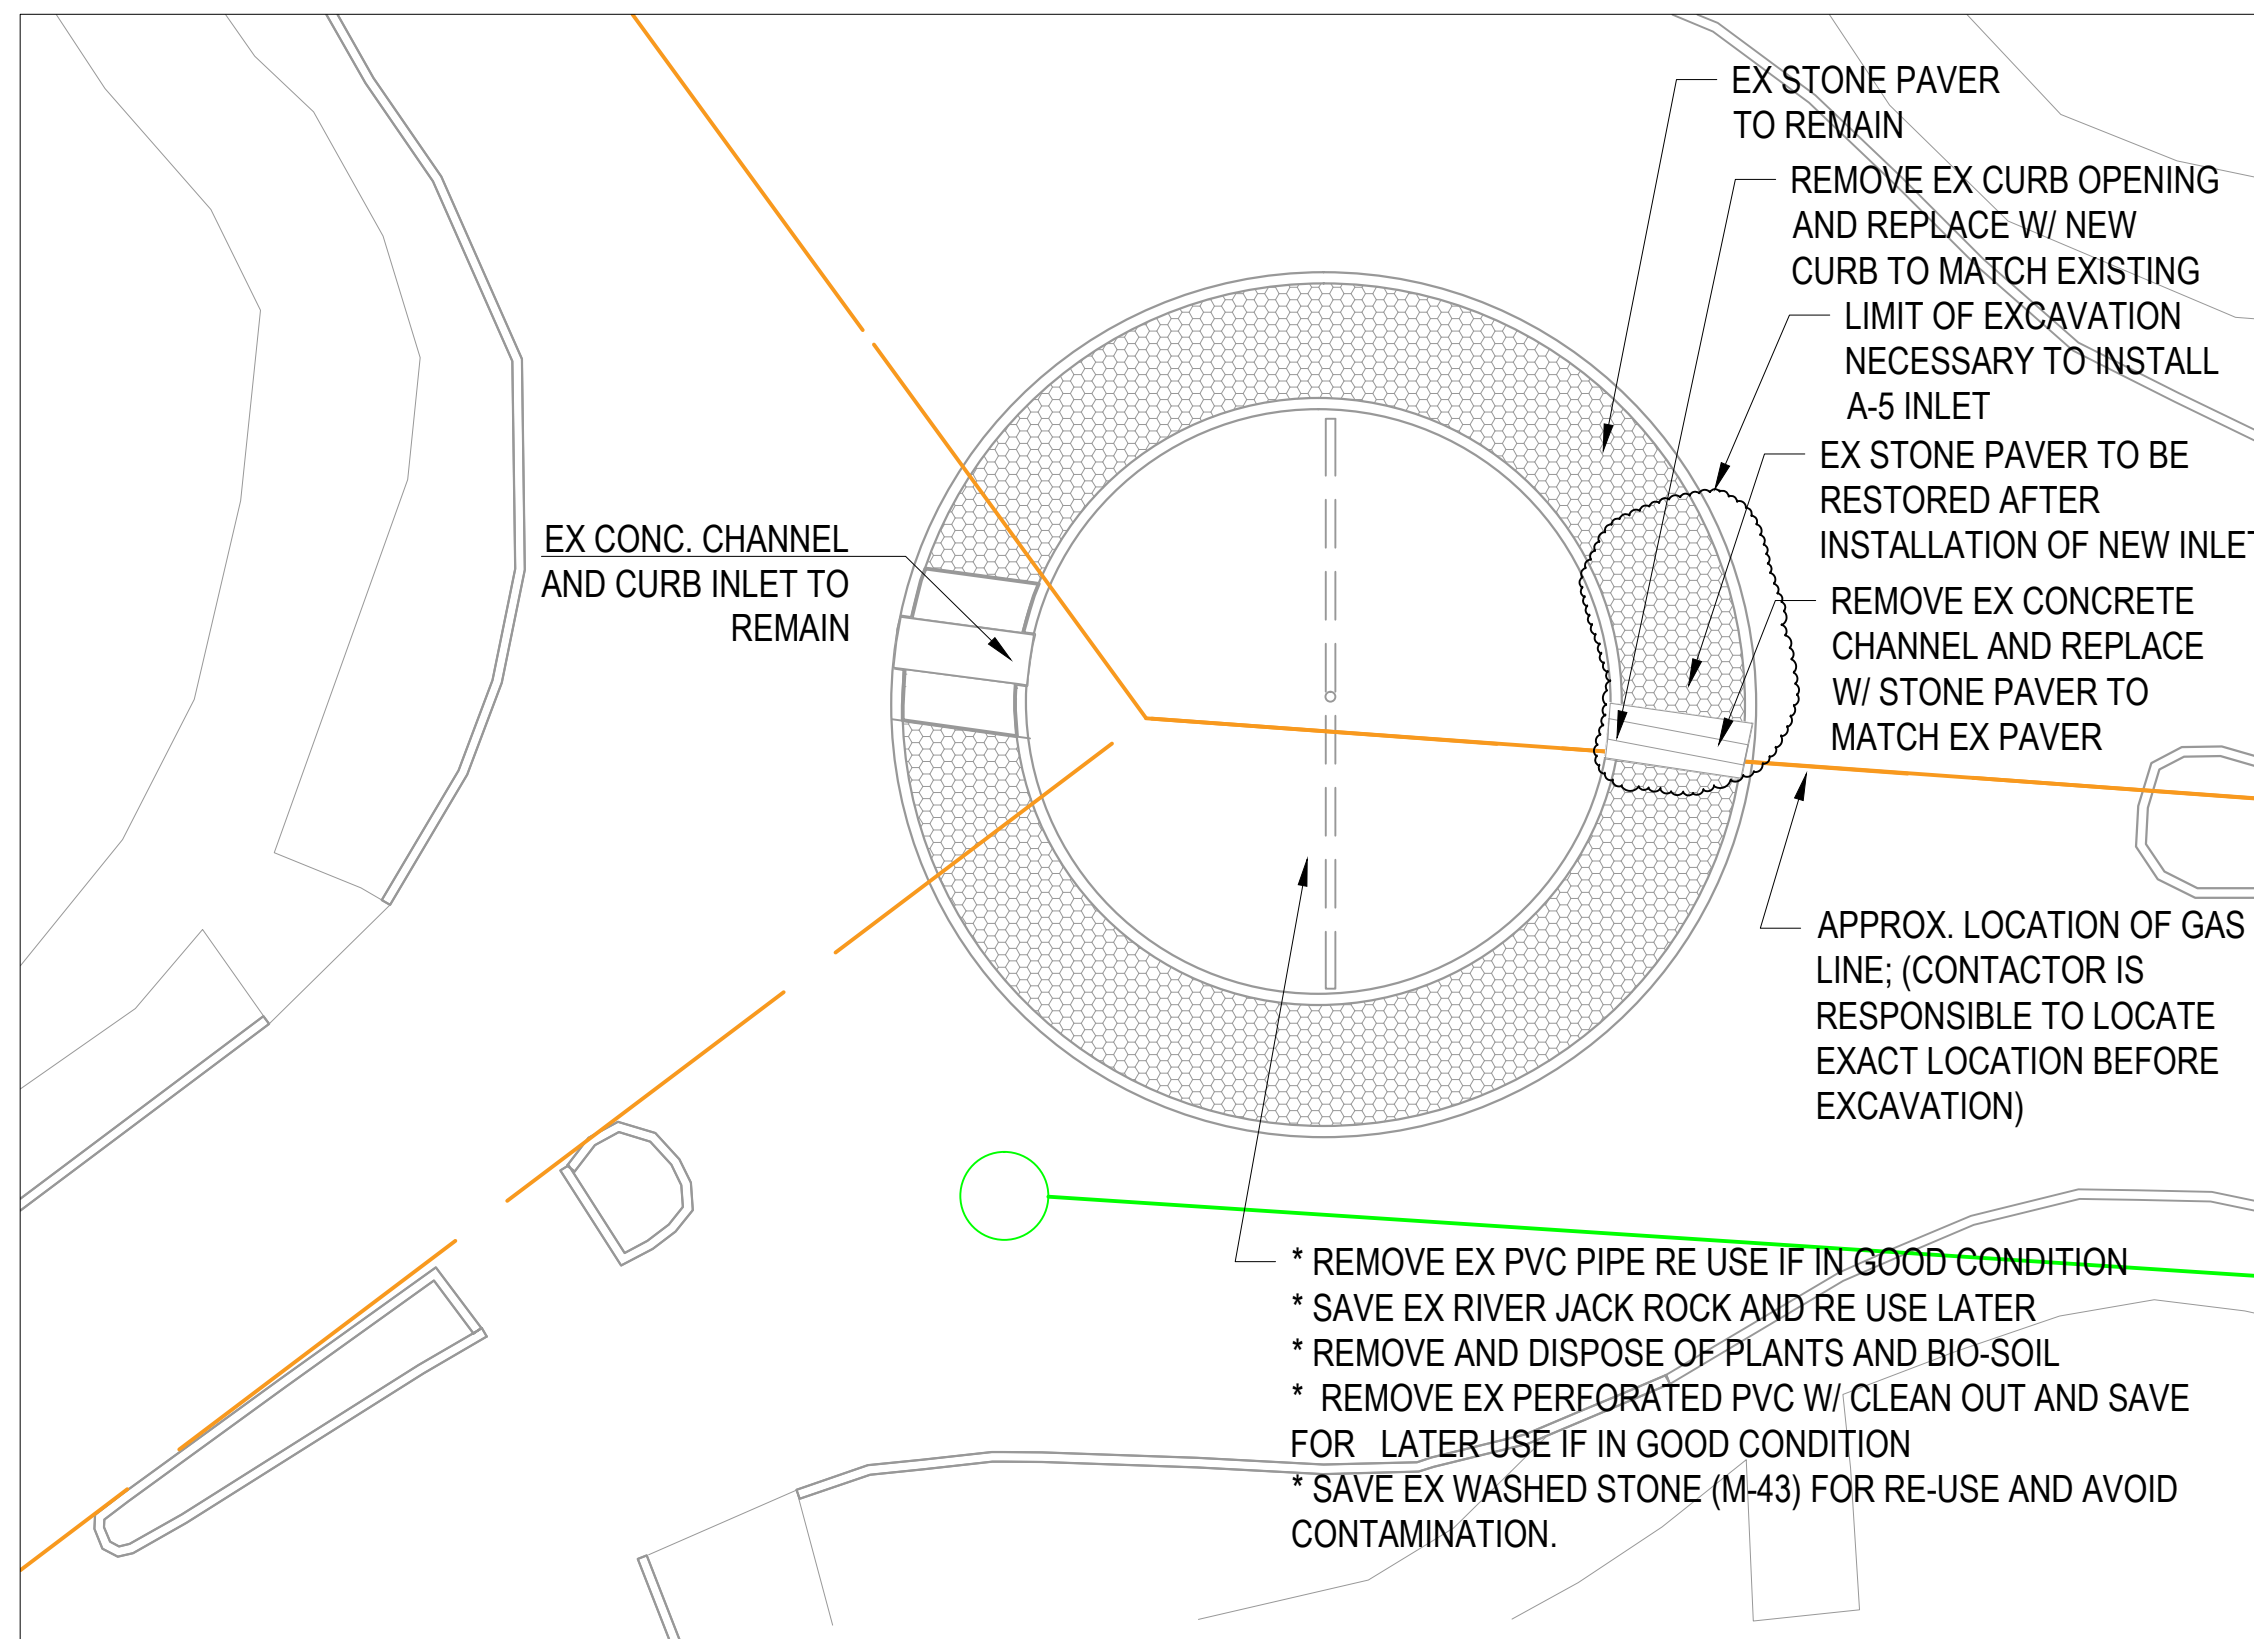 EX STONE PAVER
TO REMAIN
REMOVE EX CURB OPENING
AND REPLACE W/ NEW
CURB TO MATCH EXISTING
LIMIT OF EXCAVATION
NECESSARY TO INSTALL
A-5 INLET
EX STONE PAVER TO BE
RESTORED AFTER
INSTALLATION OF NEW INLET
EX CONC. CHANNEL
AND CURB INLET TO
REMAIN
REMOVE EX CONCRETE
CHANNEL AND REPLACE
W/ STONE PAVER TO
MATCH EX PAVER
APPROX. LOCATION OF GAS
LINE; (CONTACTOR IS
RESPONSIBLE TO LOCATE
EXACT LOCATION BEFORE
EXCAVATION)
* REMOVE EX PVC PIPE RE USE IF IN GOOD CONDITION
* SAVE EX RIVER JACK ROCK AND RE USE LATER
* REMOVE AND DISPOSE OF PLANTS AND BIO-SOIL
* REMOVE EX PERFORATED PVC W/ CLEAN OUT AND SAVE
FOR LATER USE IF IN GOOD CONDITION
* SAVE EX WASHED STONE (M-43) FOR RE-USE AND AVOID
CONTAMINATION.